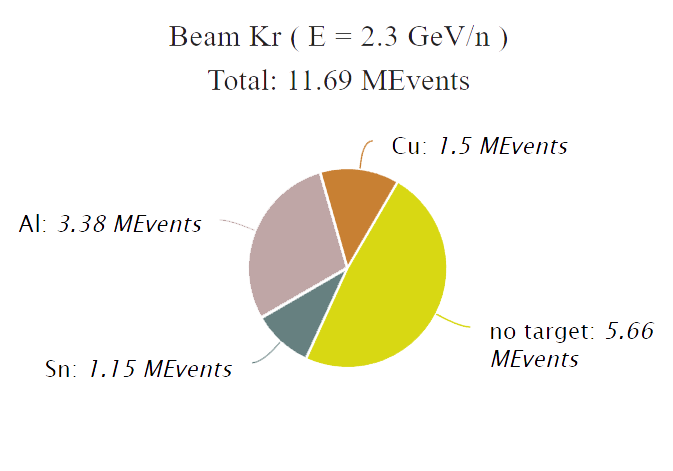 Beam Kr ( E = 2.3 GeV/n )
Total: 11.69 MEvents
Cu: 1.5 MEvents
Al: 3.38 MEvents
no target: 5.66
MEvents
Sn: 1.15 MEvents